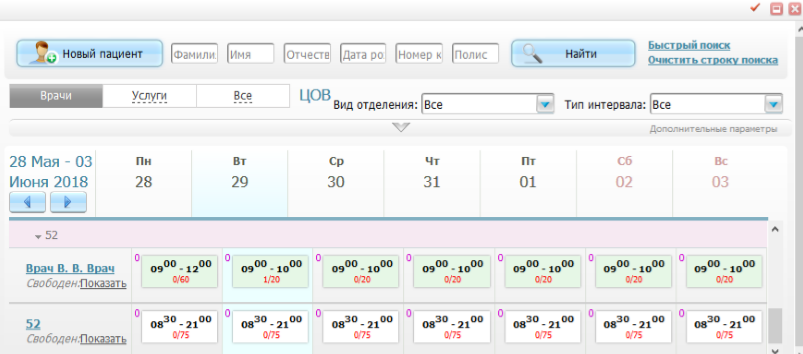 Новый пациент Фамили Имя Отчеств Дата ро Номер к Полис Найти Быстрый поиск
Очистить строку поиска
Врачи Услуги Все ЦОВ Вид отделения: Все Тип интервала: Все
Дополнительные параметры
28 Мая - 03 Пн Вт Ср Чт Пт Сб Вс
Июня 2018 28 29 30 31 01 02 03
52
Врач В. В. Врач 0 09⁰⁰ - 12⁰⁰ 0 09⁰⁰ - 10⁰⁰ 0 09⁰⁰ - 10⁰⁰ 0 09⁰⁰ - 10⁰⁰ 0 09⁰⁰ - 10⁰⁰ 0 09⁰⁰ - 10⁰⁰ 0 09⁰⁰ - 10⁰⁰
Свободен:Показать 0/60 1/20 0/20 0/20 0/20 0/20 0/20
52 0 08³⁰ - 21⁰⁰ 0 08³⁰ - 21⁰⁰ 0 08³⁰ - 21⁰⁰ 0 08³⁰ - 21⁰⁰ 0 08³⁰ - 21⁰⁰ 0 08³⁰ - 21⁰⁰ 0 08³⁰ - 21⁰⁰
Свободен:Показать 0/75 0/75 0/75 0/75 0/75 0/75 0/75